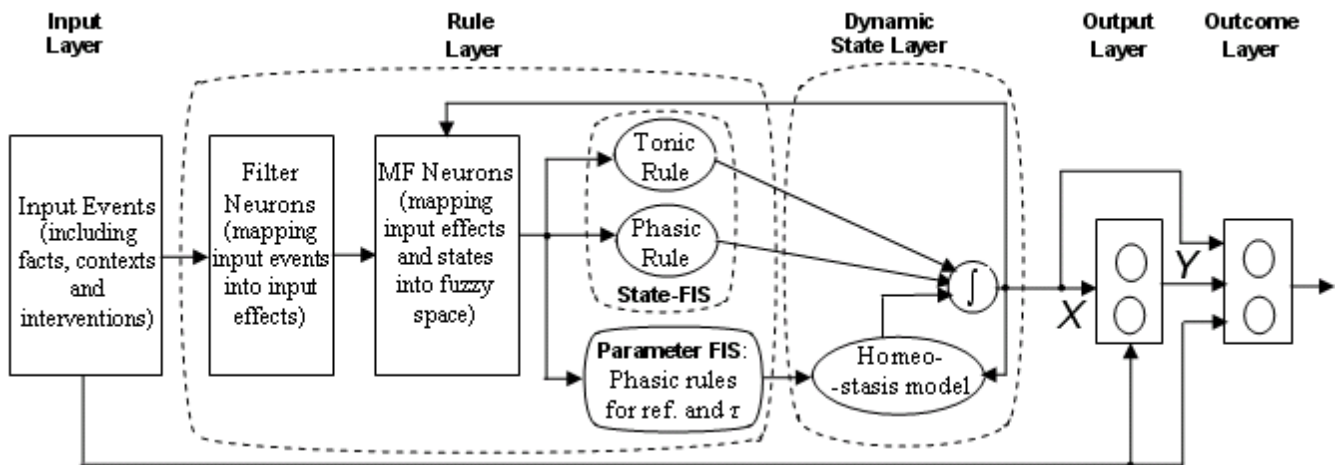 Input
Layer
Rule
Layer
Dynamic
State Layer
Output
Layer
Outcome
Layer
Input Events
(including
facts, contexts
and
interventions)
Filter
Neurons
(mapping
input events
into input
effects)
MF Neurons
(mapping
input effects
and states
into fuzzy
space)
Tonic
Rule
Phasic
Rule
State-FIS
Parameter FIS:
Phasic rules
for ref. and τ
∫
Homeo-
-stasis model
X
Y